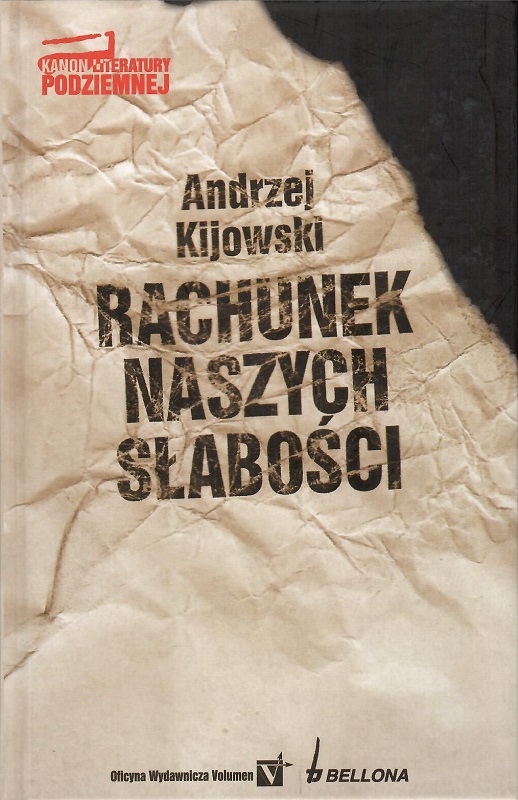 KANON LITERATURY
PODZIEMNEJ
Andrzej
Kijowski
RACHUNEK
NASZYCH
SŁABOŚCI
Oficyna Wydawnicza Volumen V BELLONA